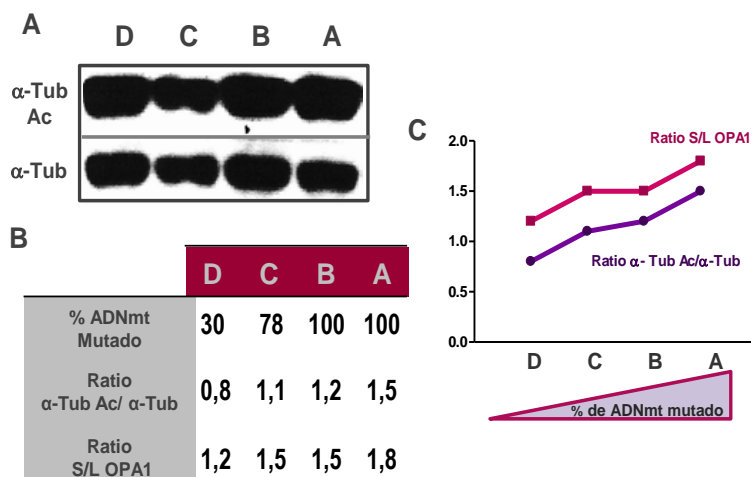 A
D C B A
α-Tub
Ac
α-Tub
B
D C B A
% ADNmt
Mutado
30 78 100 100
Ratio
α-Tub Ac/ α-Tub
0,8 1,1 1,2 1,5
Ratio
S/L OPA1
1,2 1,5 1,5 1,8
C
2.0
1.5
1.0
0.5
0.0
Ratio S/L OPA1
Ratio α- Tub Ac/α-Tub
D C B A
% de ADNmt mutado